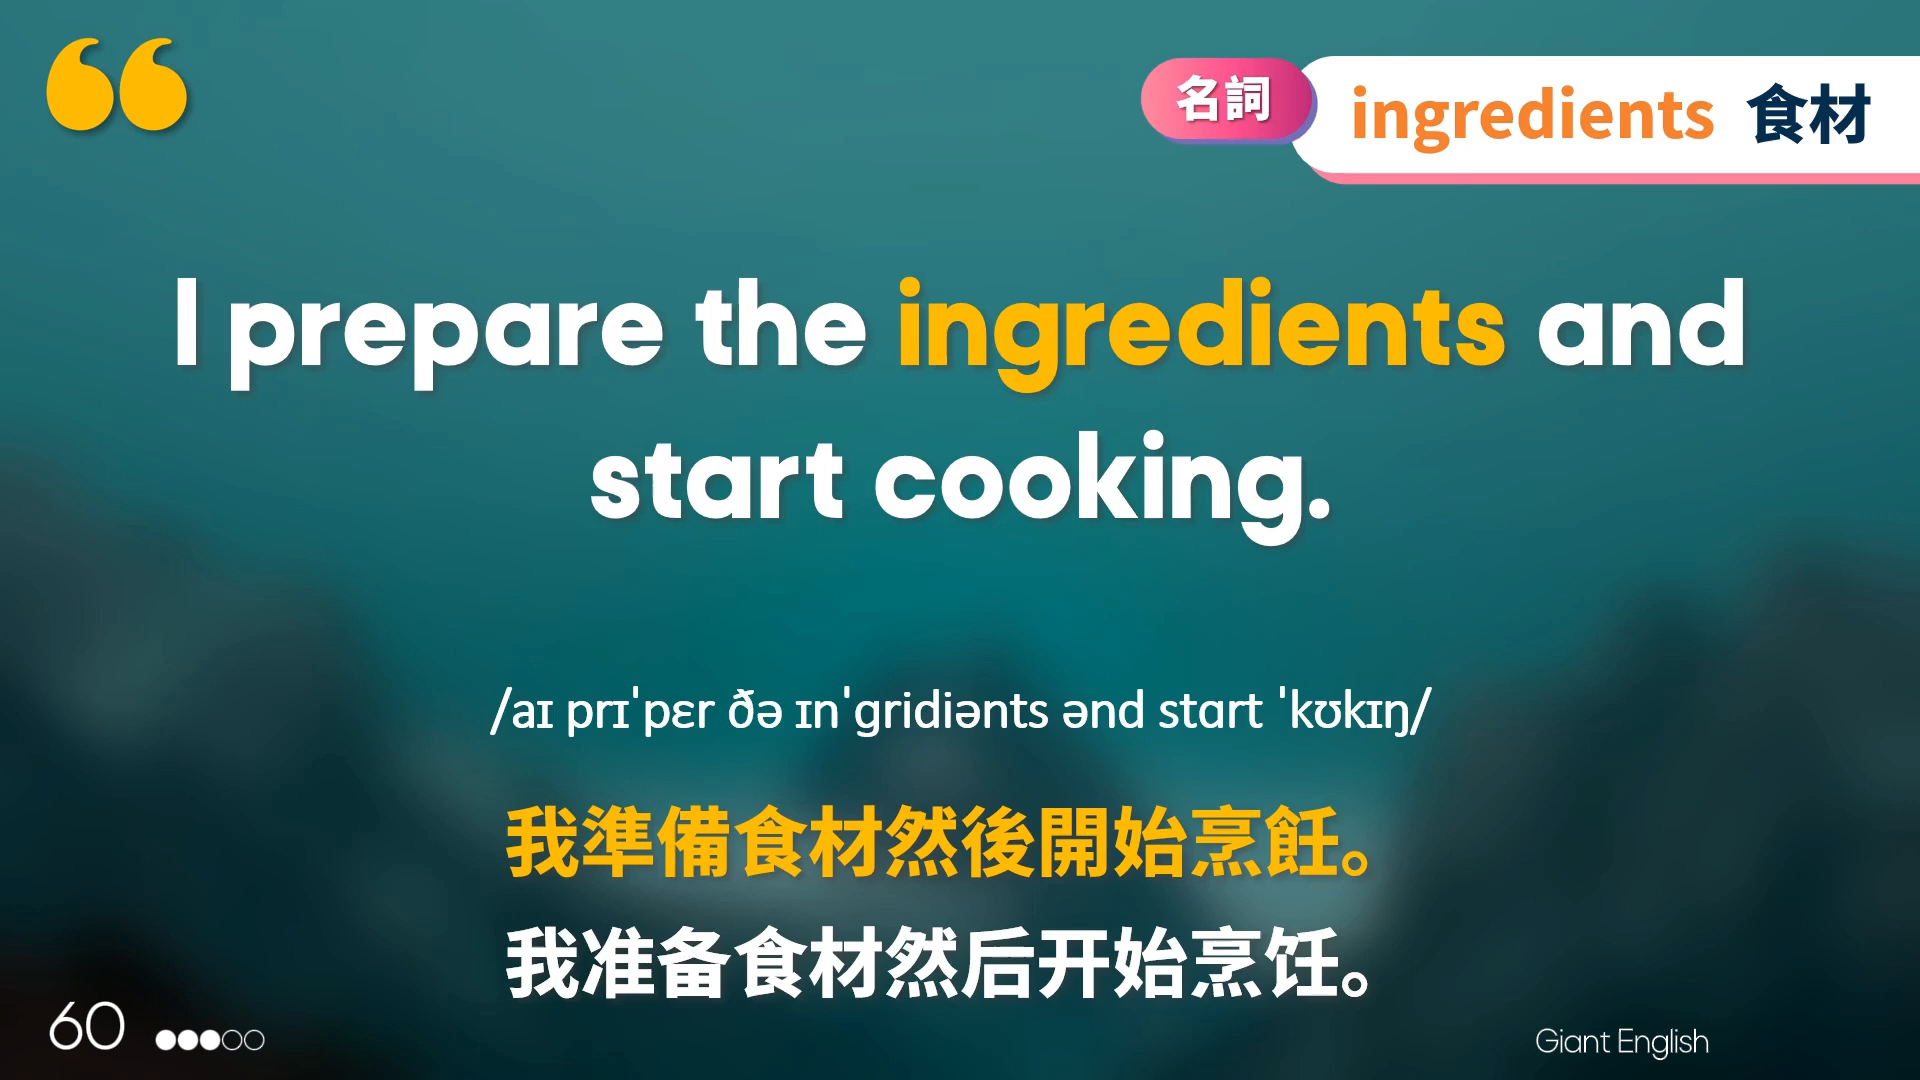 “
名詞
ingredients 食材
I prepare the ingredients and
start cooking.
/aɪ prɪˈpɛr ðə ɪnˈgridiənts ənd stɑrt ˈkʊkɪŋ/
我準備食材然後開始烹飪。
我准备食材然后开始烹饪。
60
Giant English